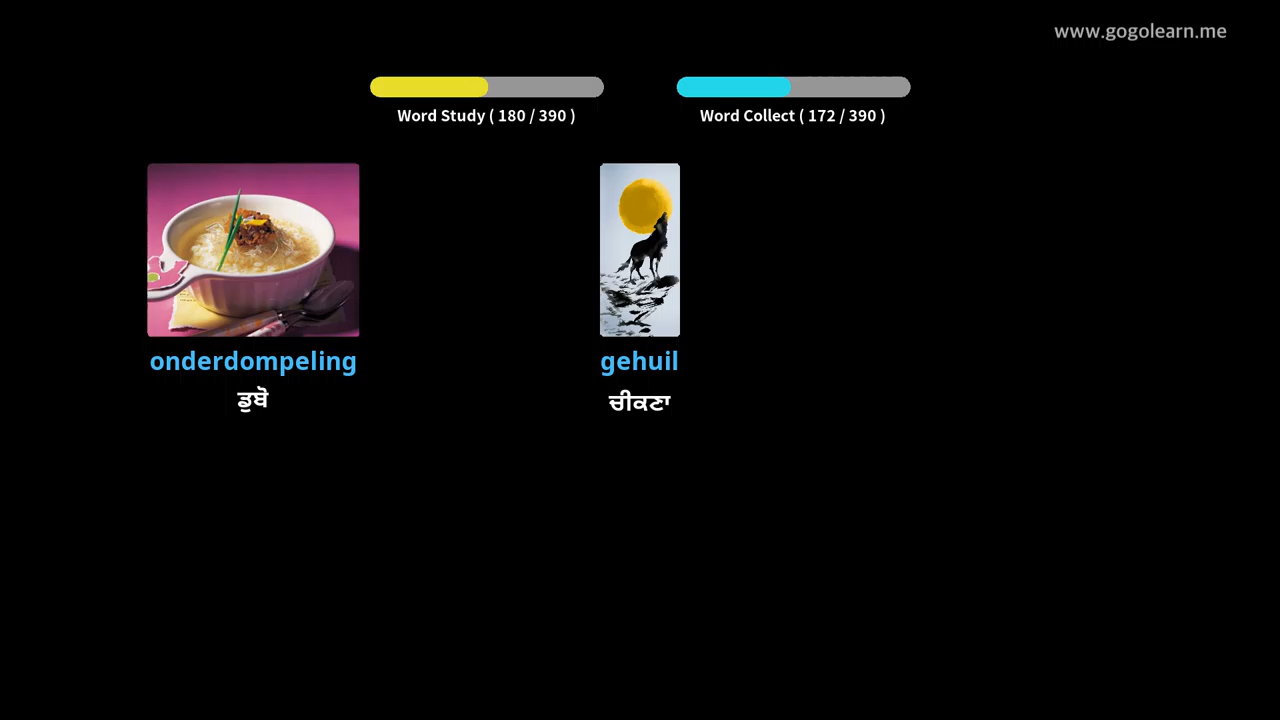 www.gogolearn.me
Word Study ( 180 / 390 )
Word Collect ( 172 / 390 )
onderdompeling
gehuil
ਡੁਬੋ
ਚੀਕਣਾ